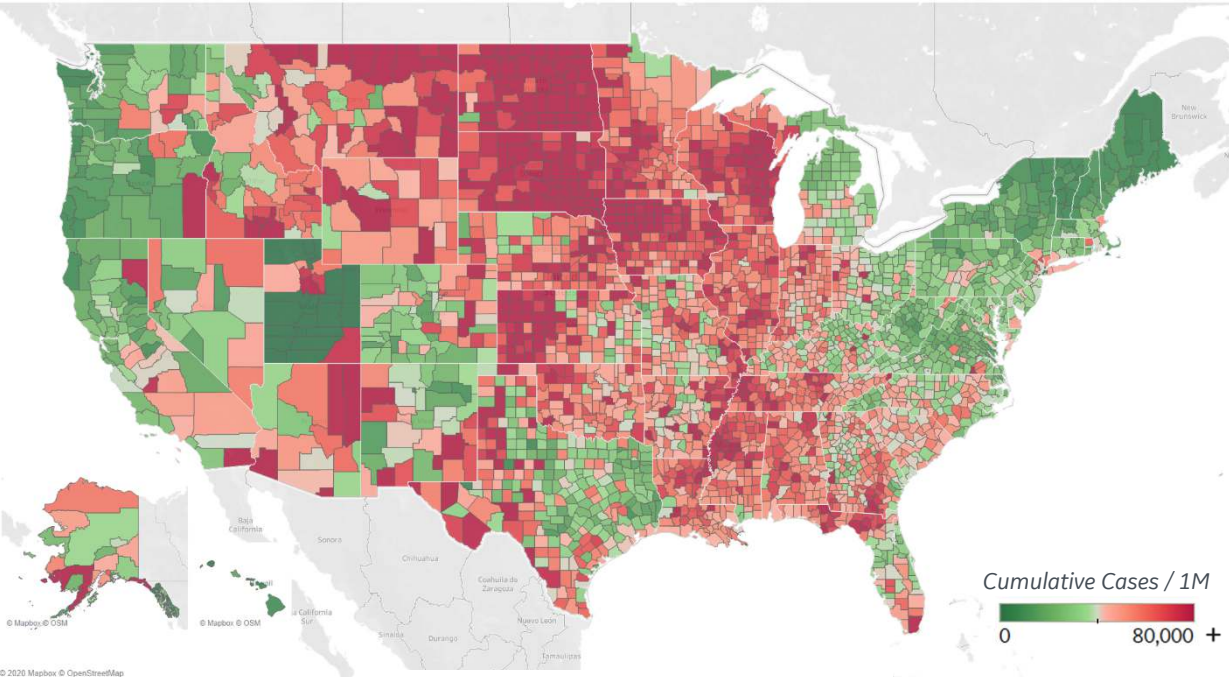 New
Brunswick
Baja
California
Sonora
Chihuahua
Coahuila de
Zaragoza
Nuevo León
Sinaloa
Durango
Tamaulipas
a California
Sur
Cumulative Cases / 1M
0
80,000 +
© Mapbox © OSM
© Mapbox © OSM
© 2020 Mapbox © OpenStreetMap